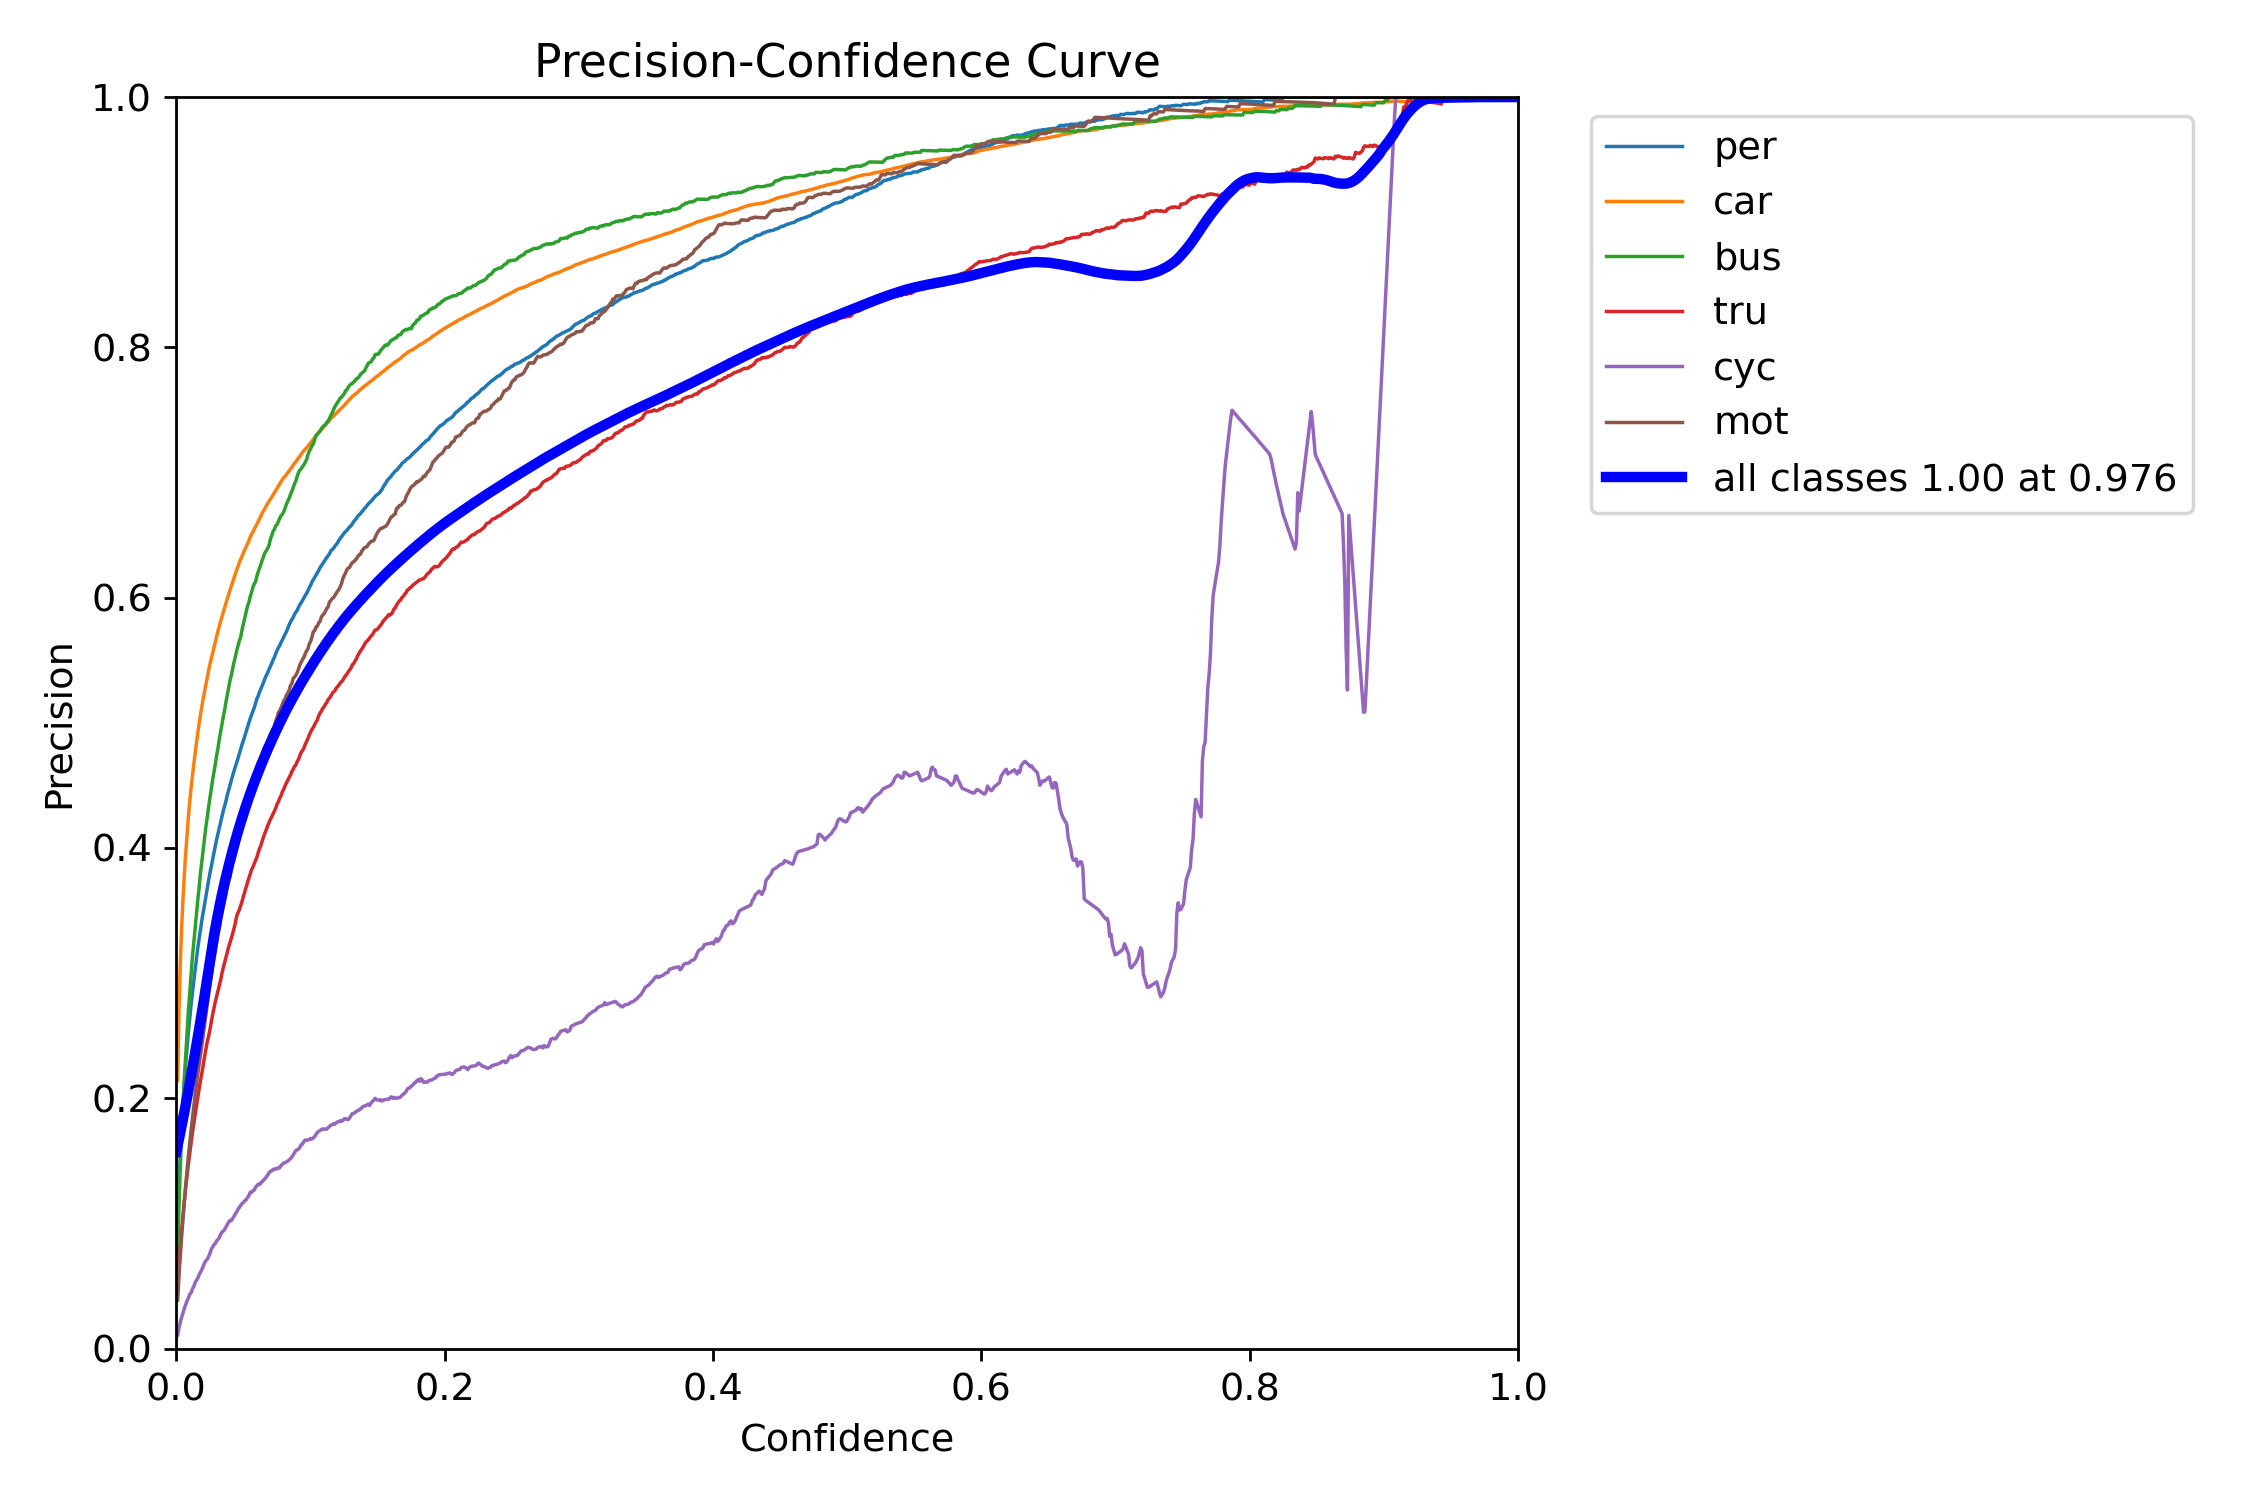 Precision-Confidence Curve
1.0
0.8
0.6
0.4
0.2
0.0
Precision
0.0 0.2 0.4 0.6 0.8 1.0
Confidence
per
car
bus
tru
cyc
mot
all classes 1.00 at 0.976